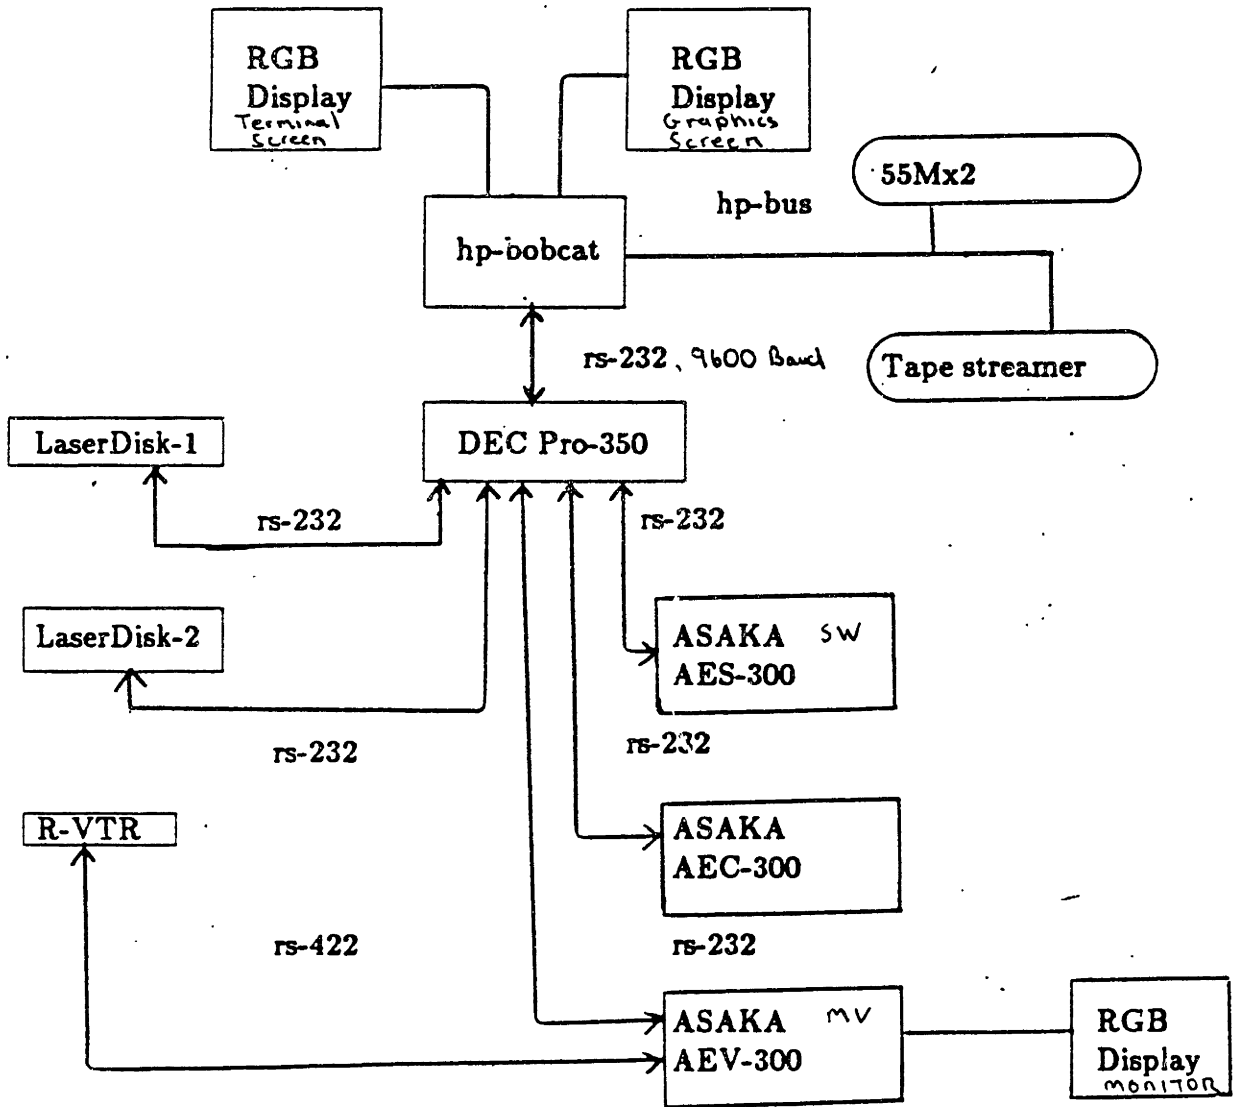 RGB
Display
Terminal
Screen
RGB
Display
Graphics
Screen
55Mx2
hp-bus
hp-bobcat
rs-232, 9600 Baud
Tape streamer
LaserDisk-1
DEC Pro-350
rs-232
rs-232
LaserDisk-2
ASAKA SW
AES-300
rs-232
rs-232
R-VTR
ASAKA
AEC-300
rs-422
rs-232
ASAKA MV
AEV-300
RGB
Display
MONITOR